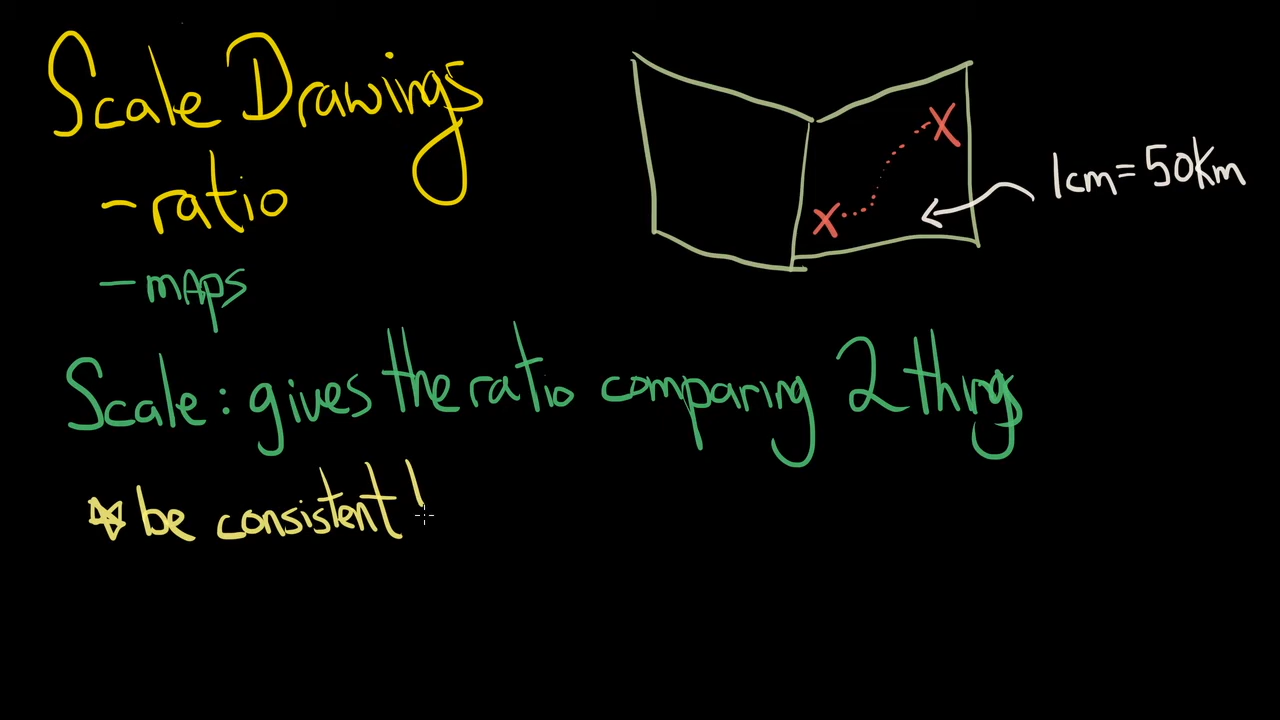 Scale Drawings
- ratio
- maps
X
X
1cm = 50km
Scale: gives the ratio comparing 2 things
☆ be consistent!